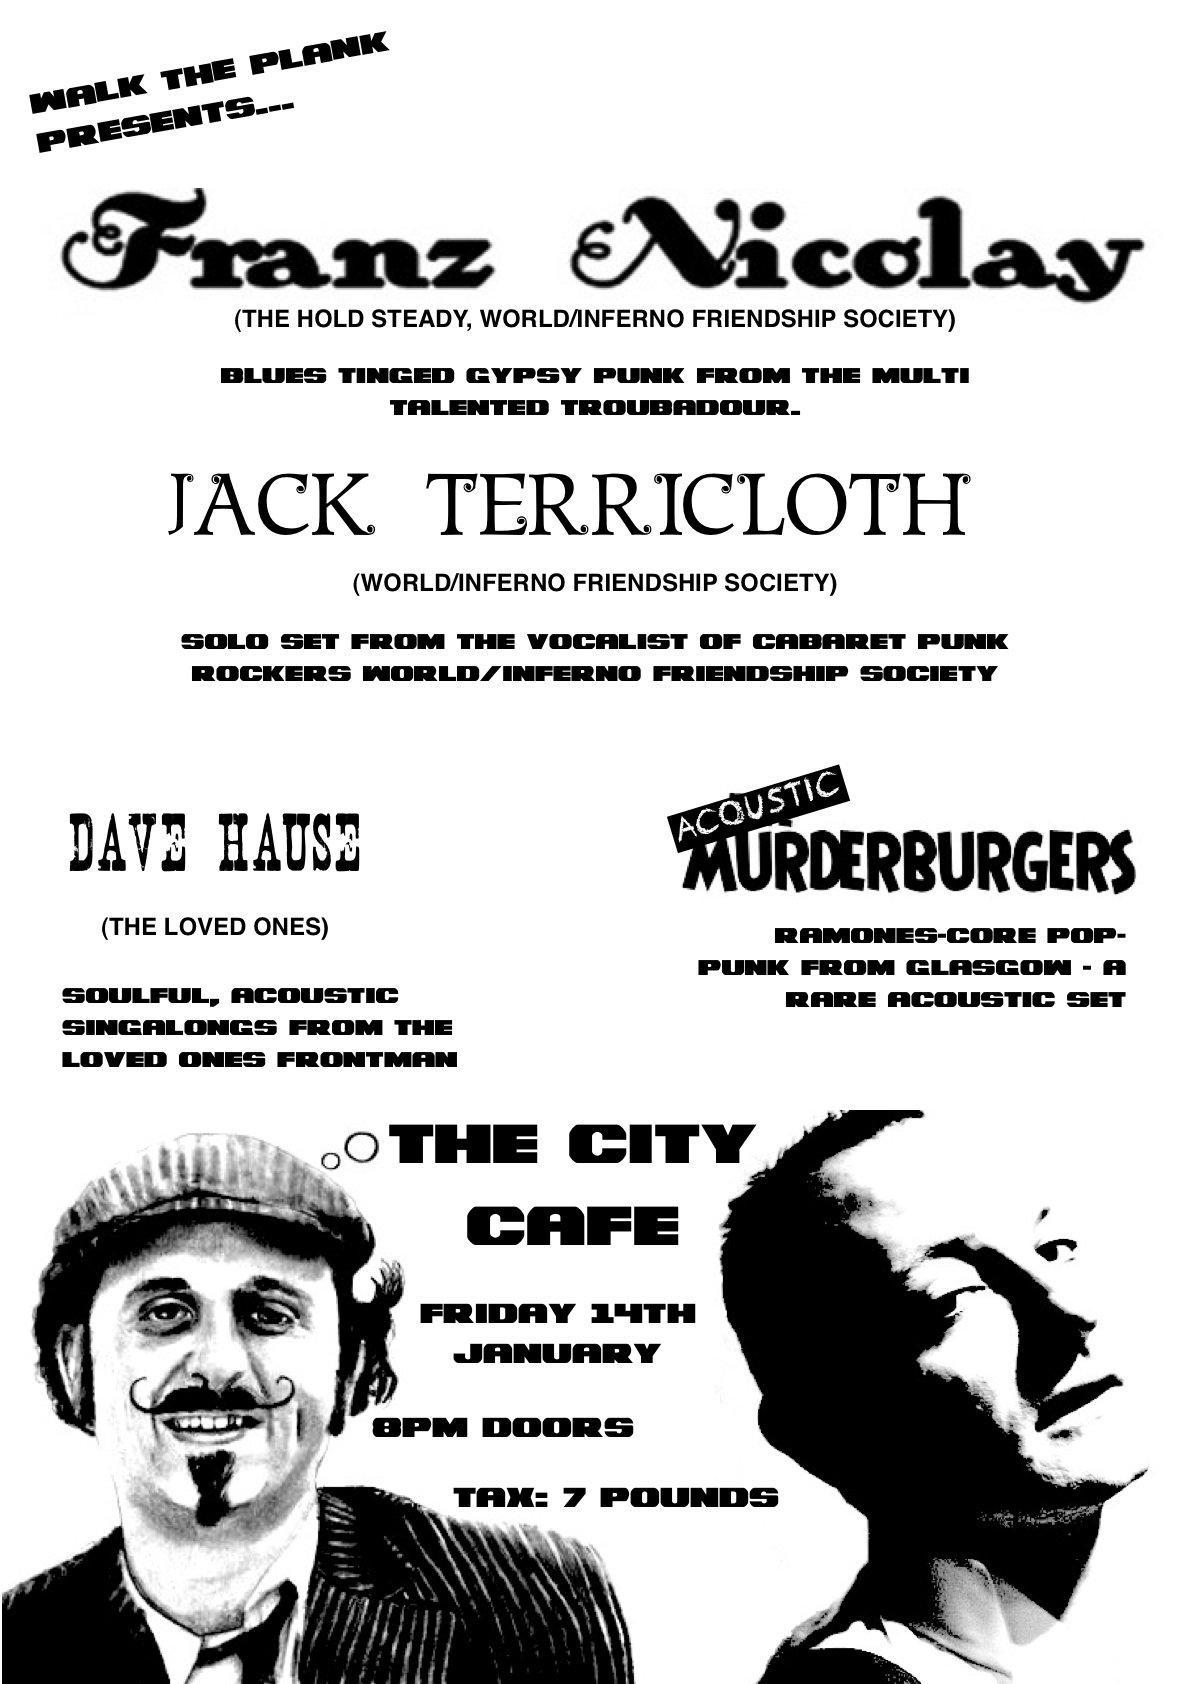 WALK THE PLANK
PRESENTS...
Franz Nicolay
(THE HOLD STEADY, WORLD/INFERNO FRIENDSHIP SOCIETY)
BLUES TINGED GYPSY PUNK FROM THE MULTI
TALENTED TROUBADOUR.
JACK TERRICLOTH
(WORLD/INFERNO FRIENDSHIP SOCIETY)
SOLO SET FROM THE VOCALIST OF CABARET PUNK
ROCKERS WORLD/INFERNO FRIENDSHIP SOCIETY
DAVE HAUSE
(THE LOVED ONES)
SOULFUL, ACOUSTIC
SINGALONGS FROM THE
LOVED ONES FRONTMAN
ACOUSTIC
MURDERBURGERS
RAMONES-CORE POP-
PUNK FROM GLASGOW - A
RARE ACOUSTIC SET
THE CITY
CAFE
FRIDAY 14TH
JANUARY
8PM DOORS
TAX: 7 POUNDS